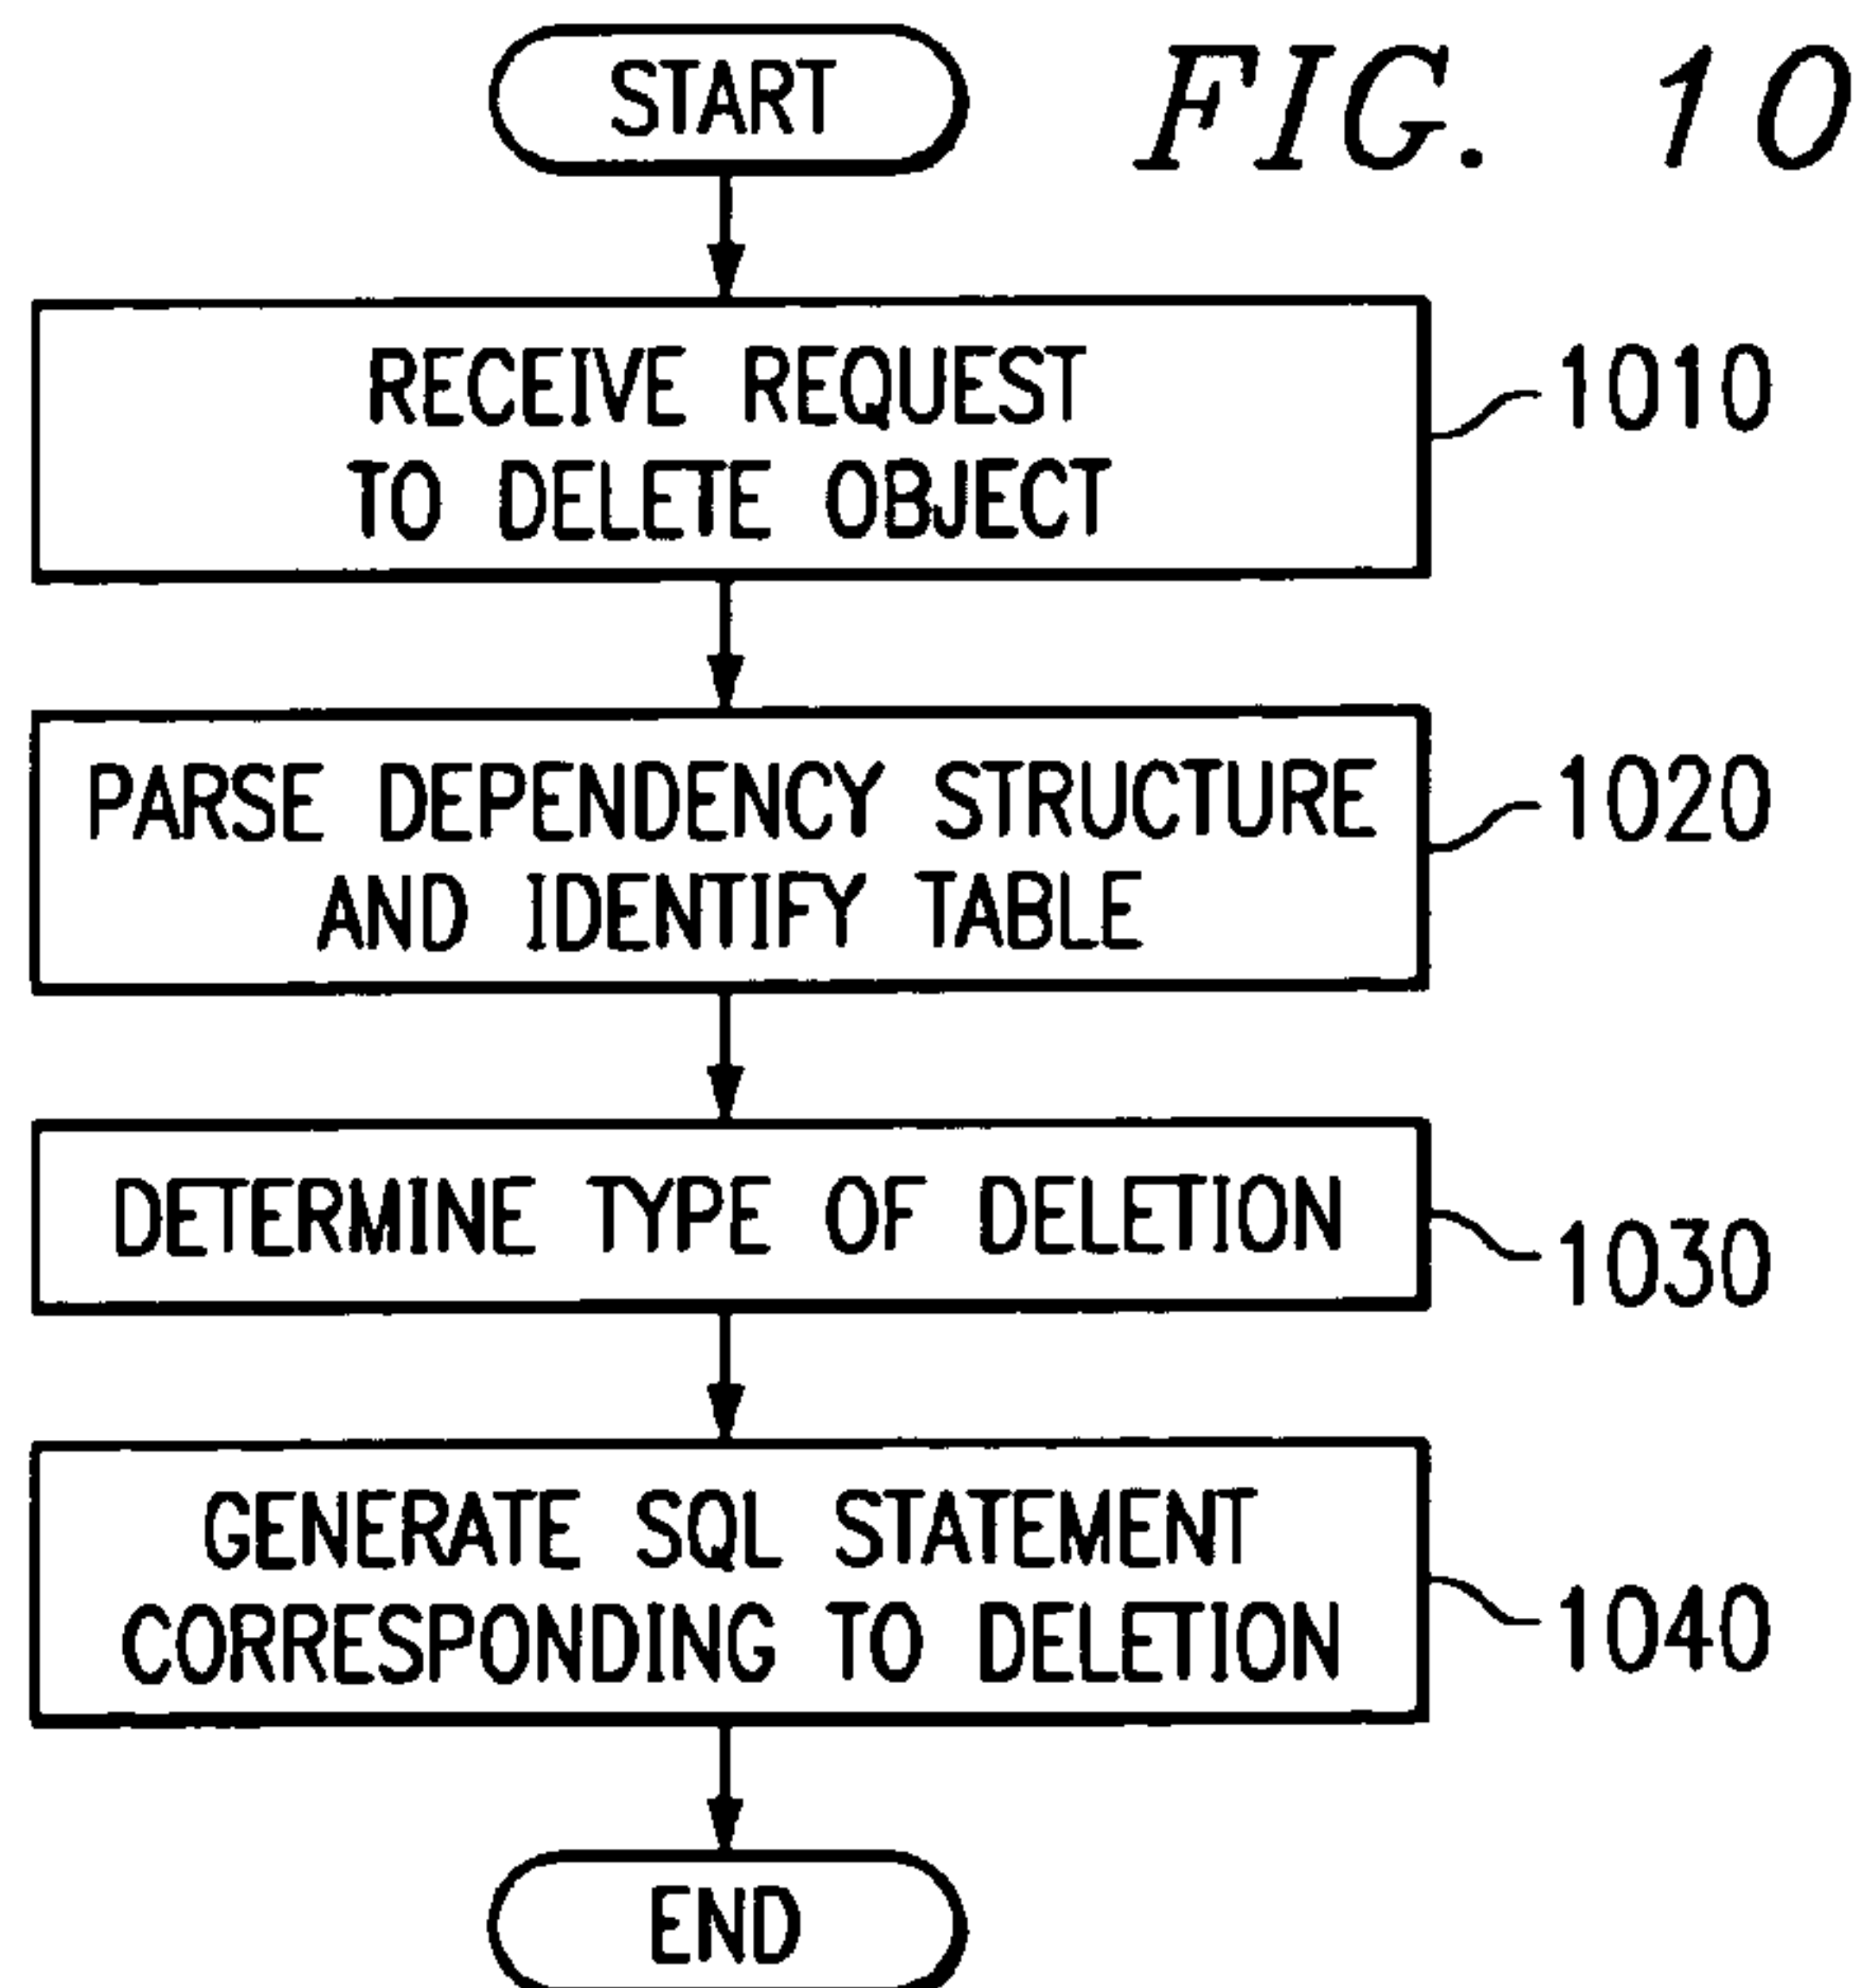 START
FIG. 10
RECEIVE REQUEST
TO DELETE OBJECT
1010
PARSE DEPENDENCY STRUCTURE
AND IDENTIFY TABLE
1020
DETERMINE TYPE OF DELETION
1030
GENERATE SQL STATEMENT
CORRESPONDING TO DELETION
1040
END